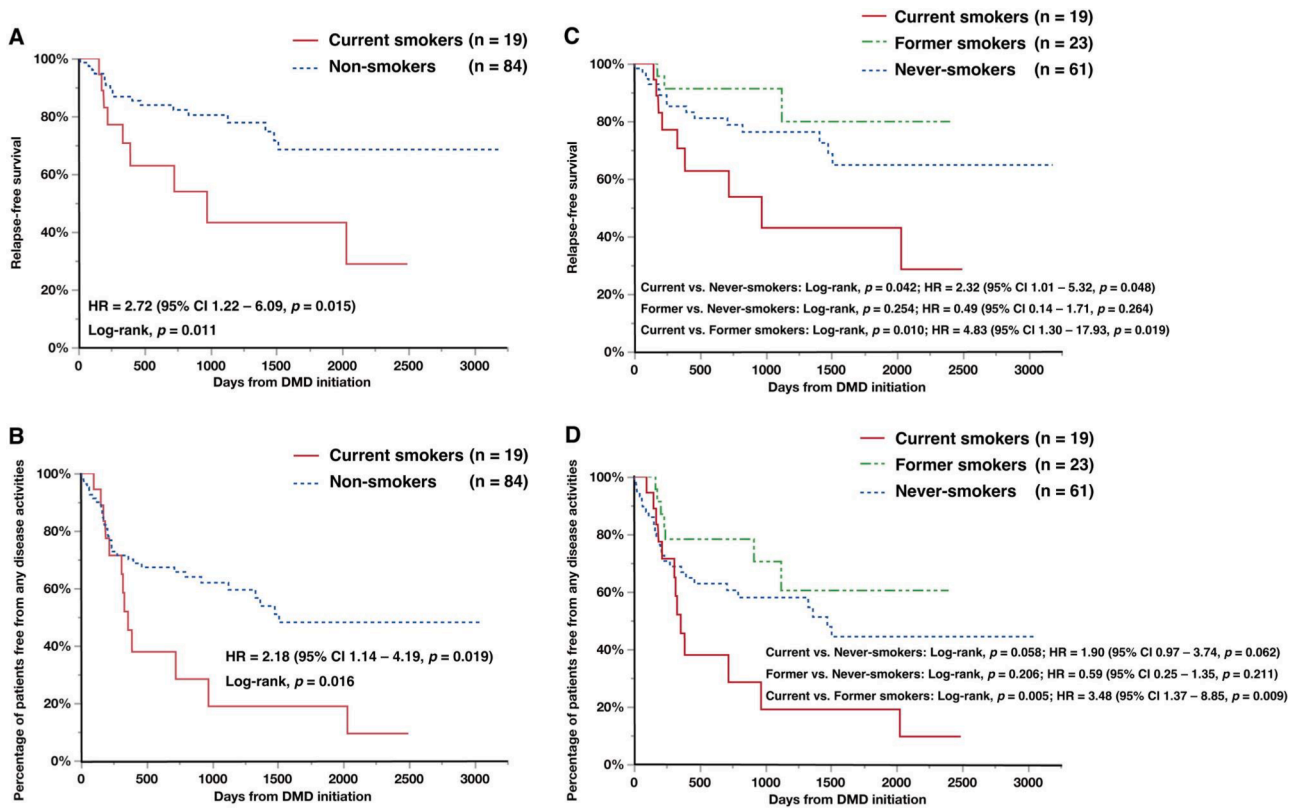 A
Current smokers (n = 19)
Non-smokers (n = 84)
Relapse-free survival
100%
80%
60%
40%
20%
0%
HR = 2.72 (95% CI 1.22 – 6.09, p = 0.015)
Log-rank, p = 0.011
0 500 1000 1500 2000 2500 3000
Days from DMD initiation
C
Current smokers (n = 19)
Former smokers (n = 23)
Never-smokers (n = 61)
Relapse-free survival
100%
80%
60%
40%
20%
0%
Current vs. Never-smokers: Log-rank, p = 0.042; HR = 2.32 (95% CI 1.01 – 5.32, p = 0.048)
Former vs. Never-smokers: Log-rank, p = 0.254; HR = 0.49 (95% CI 0.14 – 1.71, p = 0.264)
Current vs. Former smokers: Log-rank, p = 0.010; HR = 4.83 (95% CI 1.30 – 17.93, p = 0.019)
0 500 1000 1500 2000 2500 3000
Days from DMD initiation
B
Current smokers (n = 19)
Non-smokers (n = 84)
Percentage of patients free from any disease activities
100%
80%
60%
40%
20%
0%
HR = 2.18 (95% CI 1.14 – 4.19, p = 0.019)
Log-rank, p = 0.016
0 500 1000 1500 2000 2500 3000
Days from DMD initiation
D
Current smokers (n = 19)
Former smokers (n = 23)
Never-smokers (n = 61)
Percentage of patients free from any disease activities
100%
80%
60%
40%
20%
0%
Current vs. Never-smokers: Log-rank, p = 0.058; HR = 1.90 (95% CI 0.97 – 3.74, p = 0.062)
Former vs. Never-smokers: Log-rank, p = 0.206; HR = 0.59 (95% CI 0.25 – 1.35, p = 0.211)
Current vs. Former smokers: Log-rank, p = 0.005; HR = 3.48 (95% CI 1.37 – 8.85, p = 0.009)
0 500 1000 1500 2000 2500 3000
Days from DMD initiation